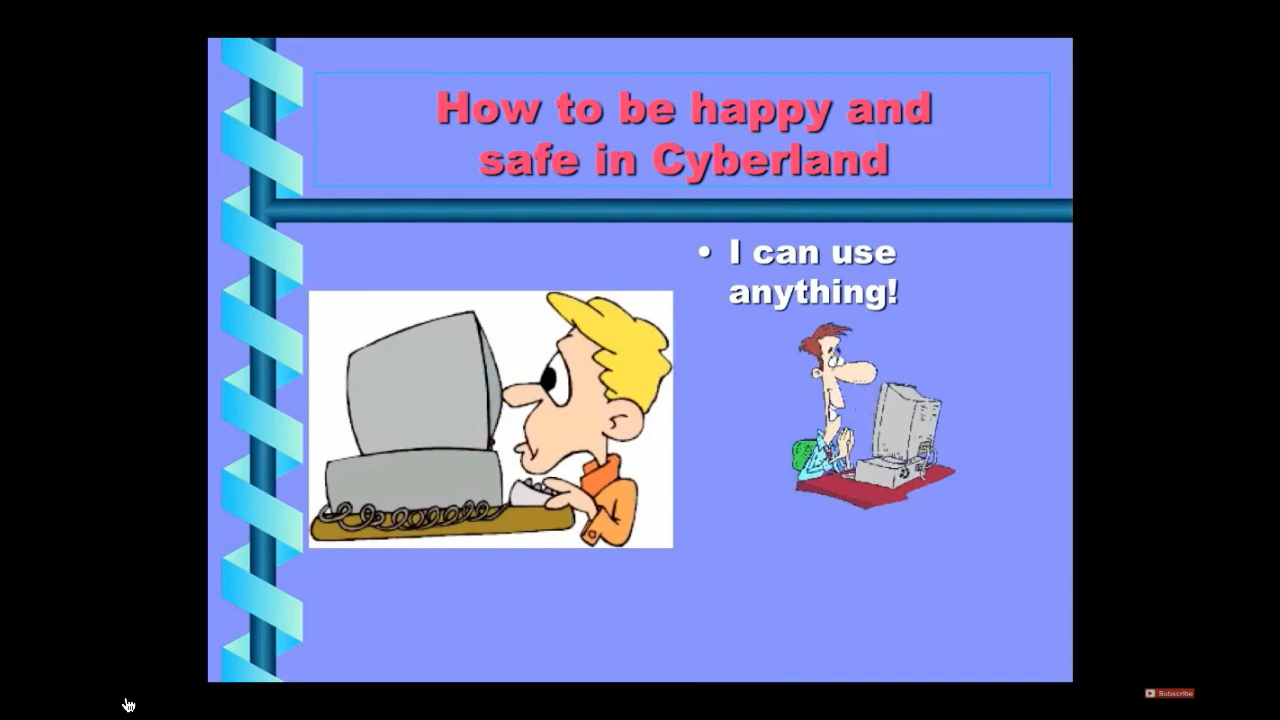 How to be happy and
safe in Cyberland
• I can use
anything!
Subscribe